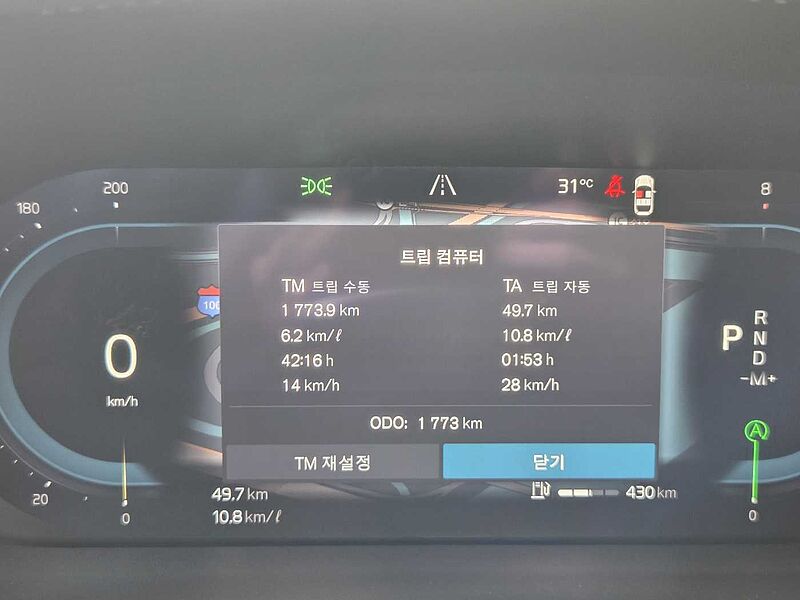 200
180
31°C
8
트립 컴퓨터
TM 트립 수동
TA 트립 자동
1 773.9 km
49.7 km
6.2 km/ℓ
10.8 km/ℓ
42:16 h
01:53 h
14 km/h
28 km/h
ODO: 1 773 km
TM 재설정
닫기
0
km/h
P
R
N
D
-M+
A
20
0
49.7 km
10.8 km/ℓ
430 km
0